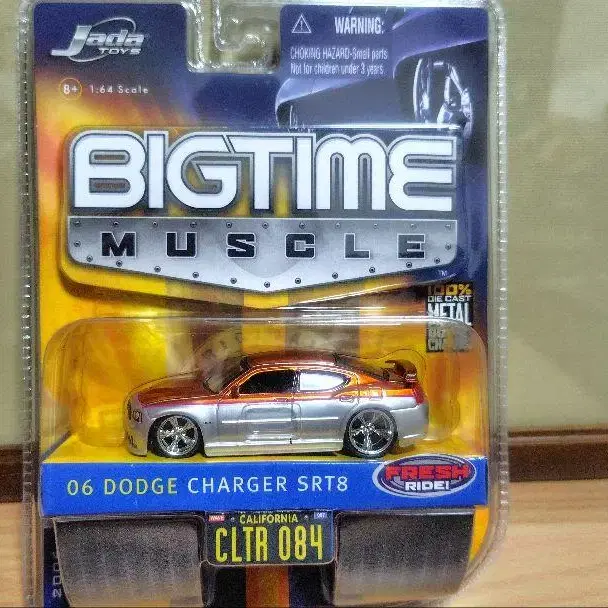 Jada
TOYS
WARNING:
CHOKING HAZARD-Small parts
Not for children under 3 years.
8+ 1:64 Scale
BIGTIME
MUSCLE
TM
100%
DIE CAST
METAL
06 DODGE CHARGER SRT8
FRESH
RIDE!
CALIFORNIA
CLTR 084